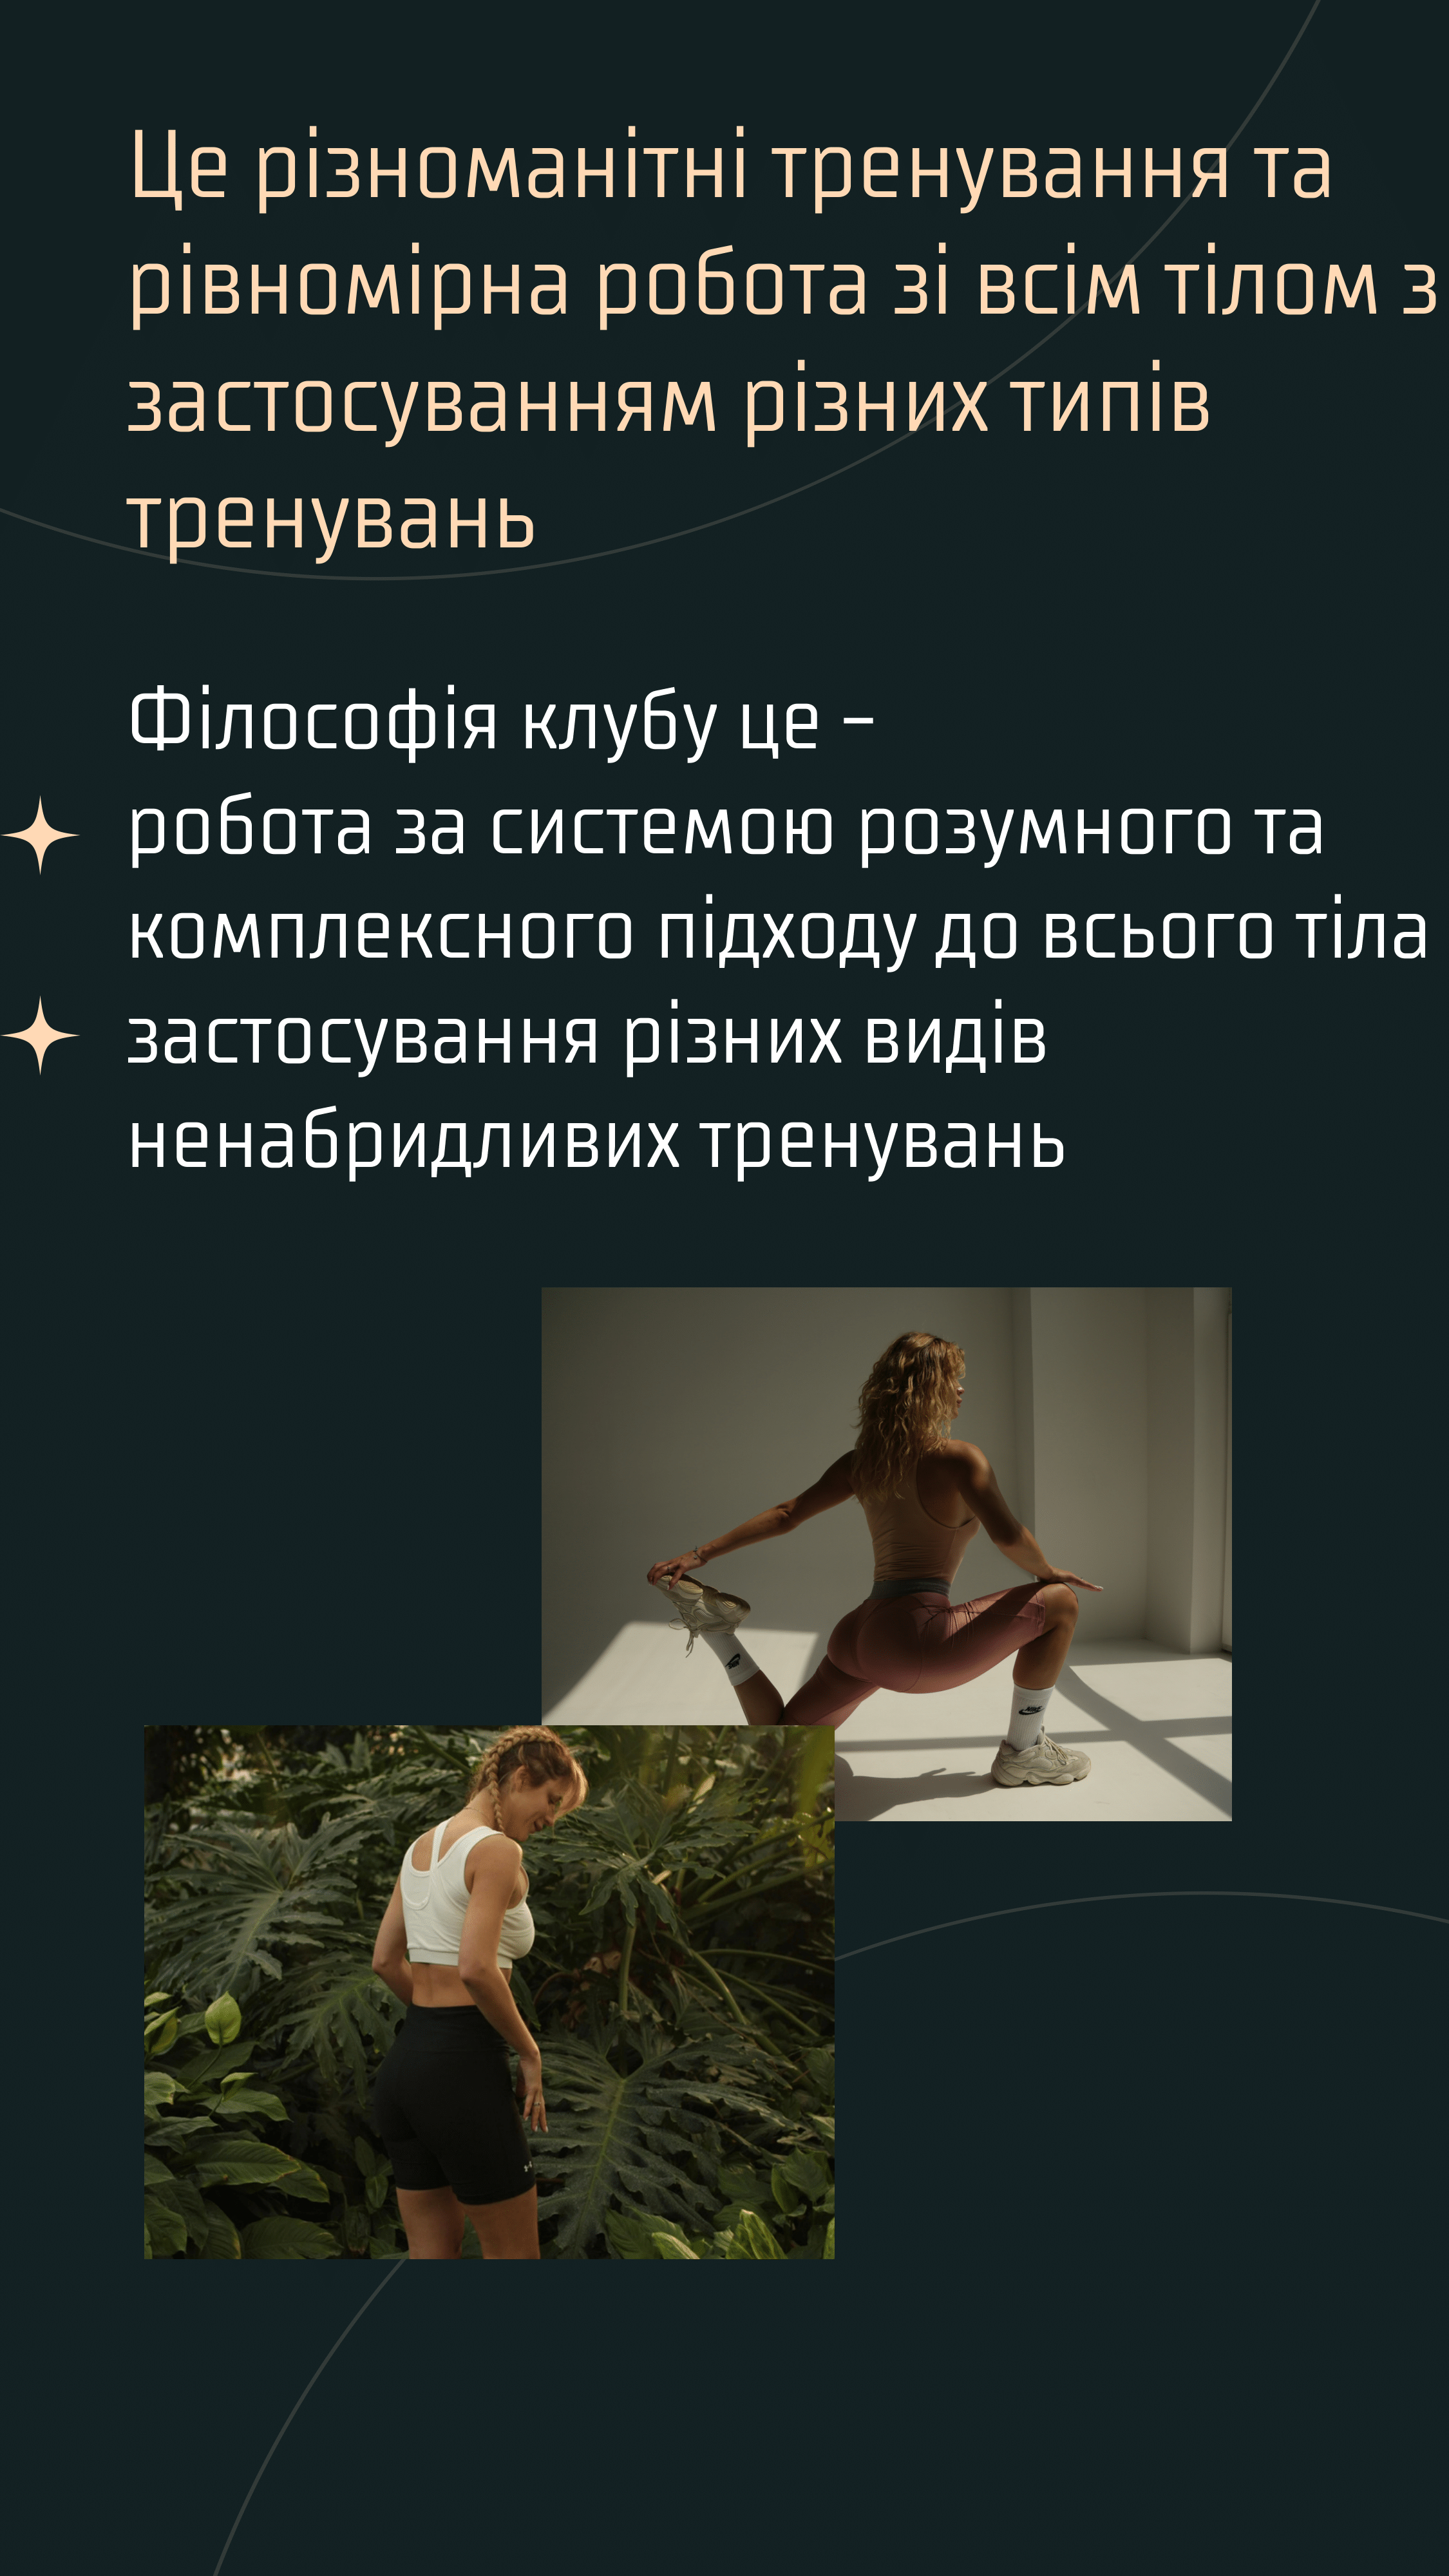 Це різноманітні тренування та
рівномірна робота зі всім тілом з
застосуванням різних типів
тренувань
Філософія клубу це –
робота за системою розумного та
комплексного підходу до всього тіла
застосування різних видів
ненабридливих тренувань